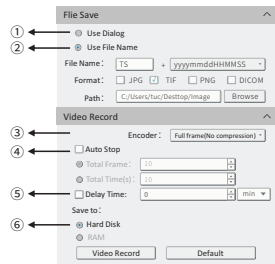 Flie Save
① Use Dialog
② Use File Name
File Name: TS + yyyymmddHHMMSS
Format: JPG TIF PNG DICOM
Path: C:/Users/tuc/Desttop/Image Browse
Video Record
③ Encoder: Full frame(No compression)
④ Auto Stop
Total Frame: 10
Total Time(s): 10
⑤ Delay Time: 0 min
Save to:
⑥ Hard Disk
RAM
Video Record Default